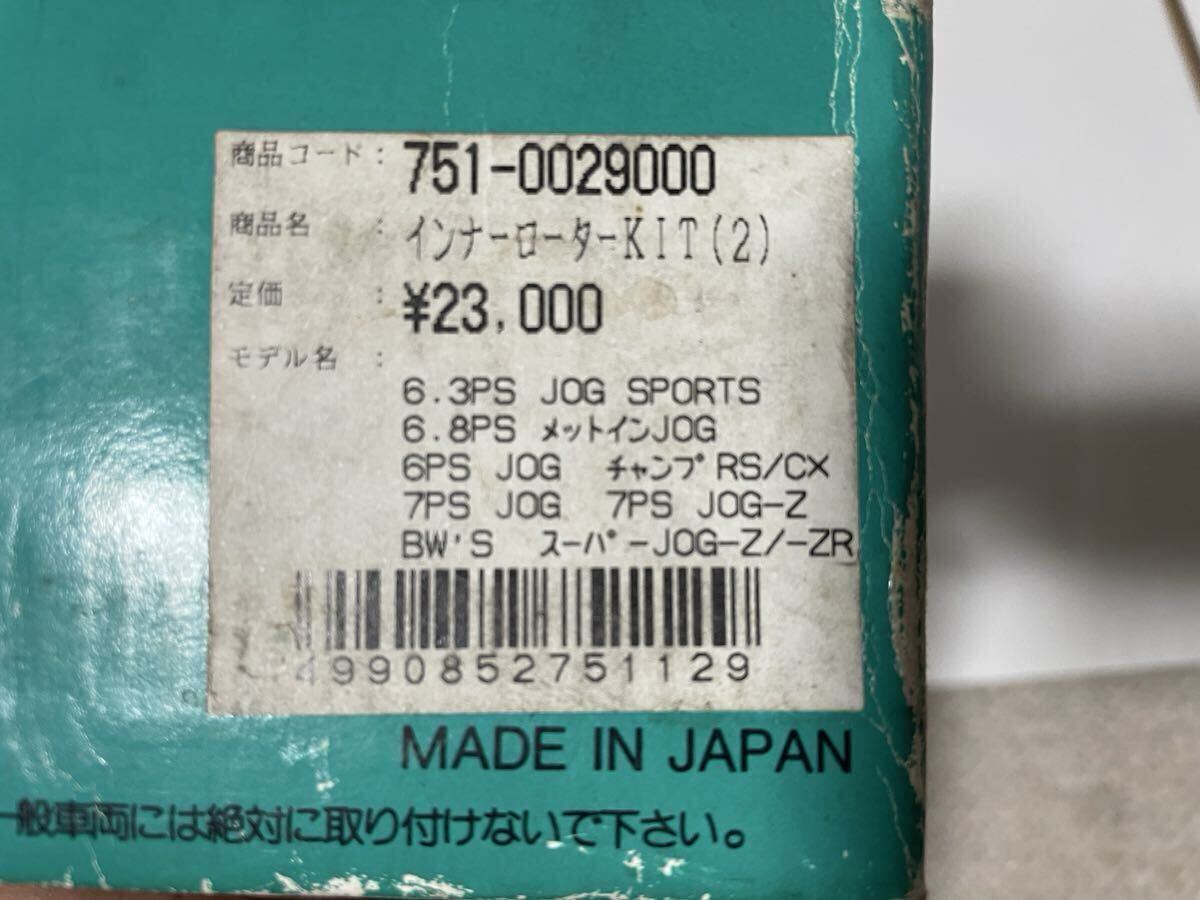 商品コード : 751-0029000
商品名 : インナーローターKIT(2)
定価 : ¥23,000
モデル名 :
6.3PS JOG SPORTS
6.8PS メットインJOG
6PS JOG チャンプRS/CX
7PS JOG 7PS JOG-Z
BW'S スーパーJOG-Z/-ZR
4990852751129
MADE IN JAPAN
一般車両には絶対に取り付けないで下さい。